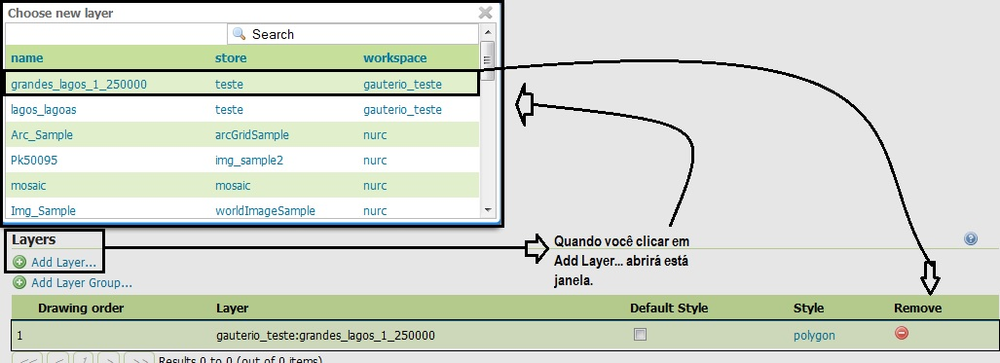 Choose new layer
Search
name store workspace
grandes_lagos_1_250000 teste gauterio_teste
lagos_lagoas teste gauterio_teste
Arc_Sample arcGridSample nurc
Pk50095 img_sample2 nurc
mosaic mosaic nurc
Img_Sample worldImageSample nurc
Layers
Add Layer...
Add Layer Group...
Quando você clicar em
Add Layer... abrirá está
janela.
Drawing order Layer Default Style Style Remove
1 gauterio_teste:grandes_lagos_1_250000 polygon
<< < 1 > >> Results 0 to 0 (out of 0 items)